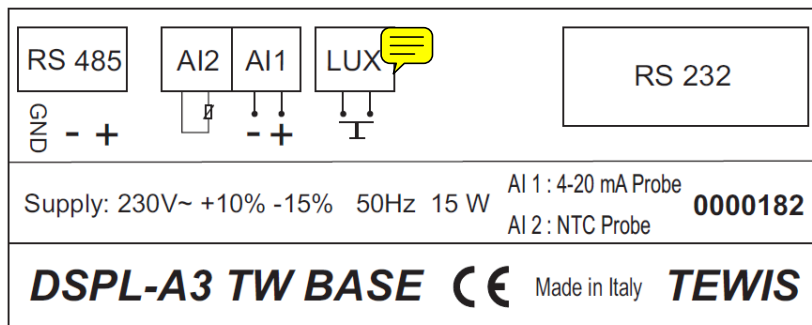 RS 485 AI2 AI1 LUX RS 232
GND - + - +
Supply: 230V~ +10% -15% 50Hz 15 W AI 1 : 4-20 mA Probe 0000182
AI 2 : NTC Probe
DSPL-A3 TW BASE CE Made in Italy TEWIS